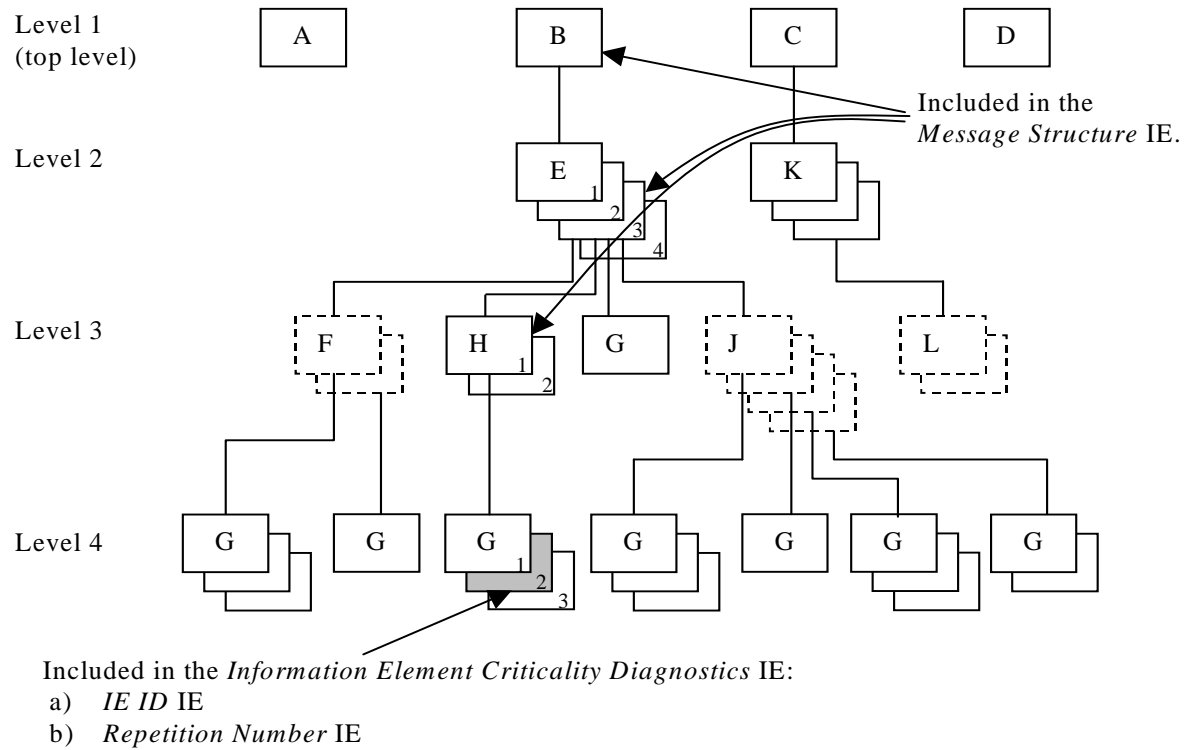 Level 1
(top level)
A
B
C
D
Included in the
Message Structure IE.
Level 2
E
1
2
3
4
K
Level 3
F
H
1
2
G
J
L
Level 4
G
G
G
1
2
3
G
G
G
G
Included in the Information Element Criticality Diagnostics IE:
a) IE ID IE
b) Repetition Number IE